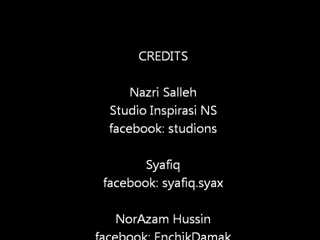 CREDITS
Nazri Salleh
Studio Inspirasi NS
facebook: studions
Syafiq
facebook: syafiq.syax
NorAzam Hussin
facebook: EnchikDamak